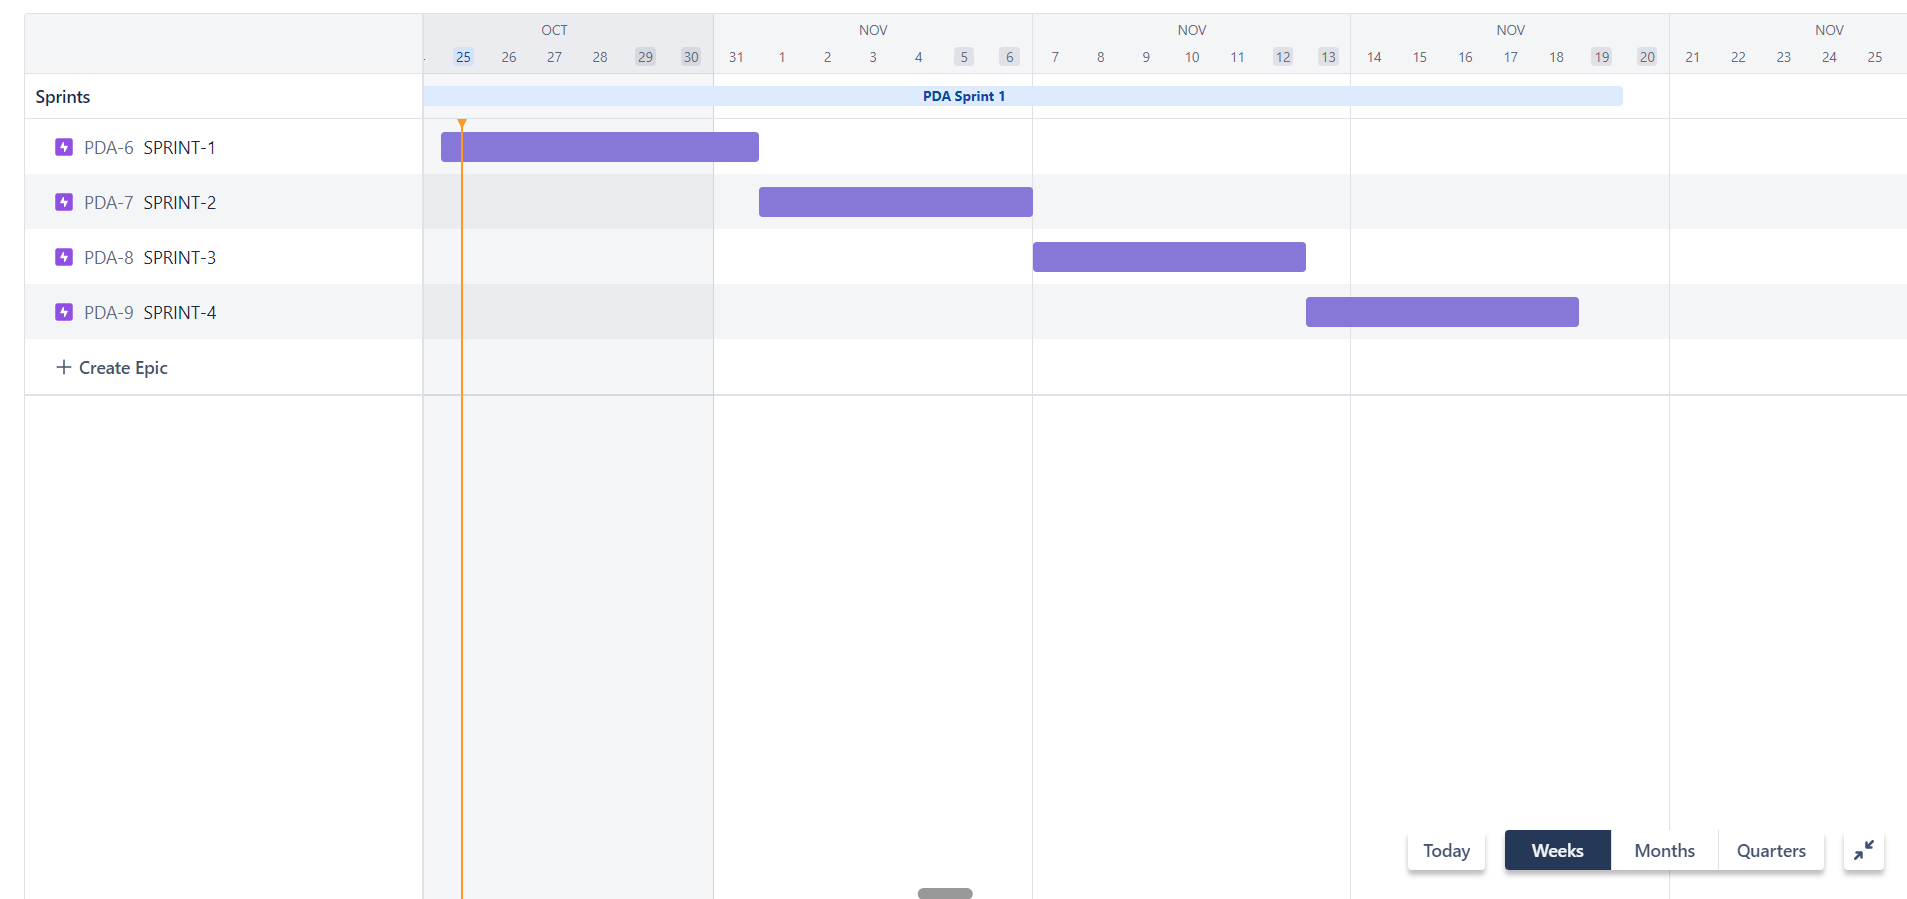 OCT NOV NOV NOV NOV
25 26 27 28 29 30 31 1 2 3 4 5 6 7 8 9 10 11 12 13 14 15 16 17 18 19 20 21 22 23 24 25
Sprints PDA Sprint 1
PDA-6 SPRINT-1
PDA-7 SPRINT-2
PDA-8 SPRINT-3
PDA-9 SPRINT-4
+ Create Epic
Today Weeks Months Quarters